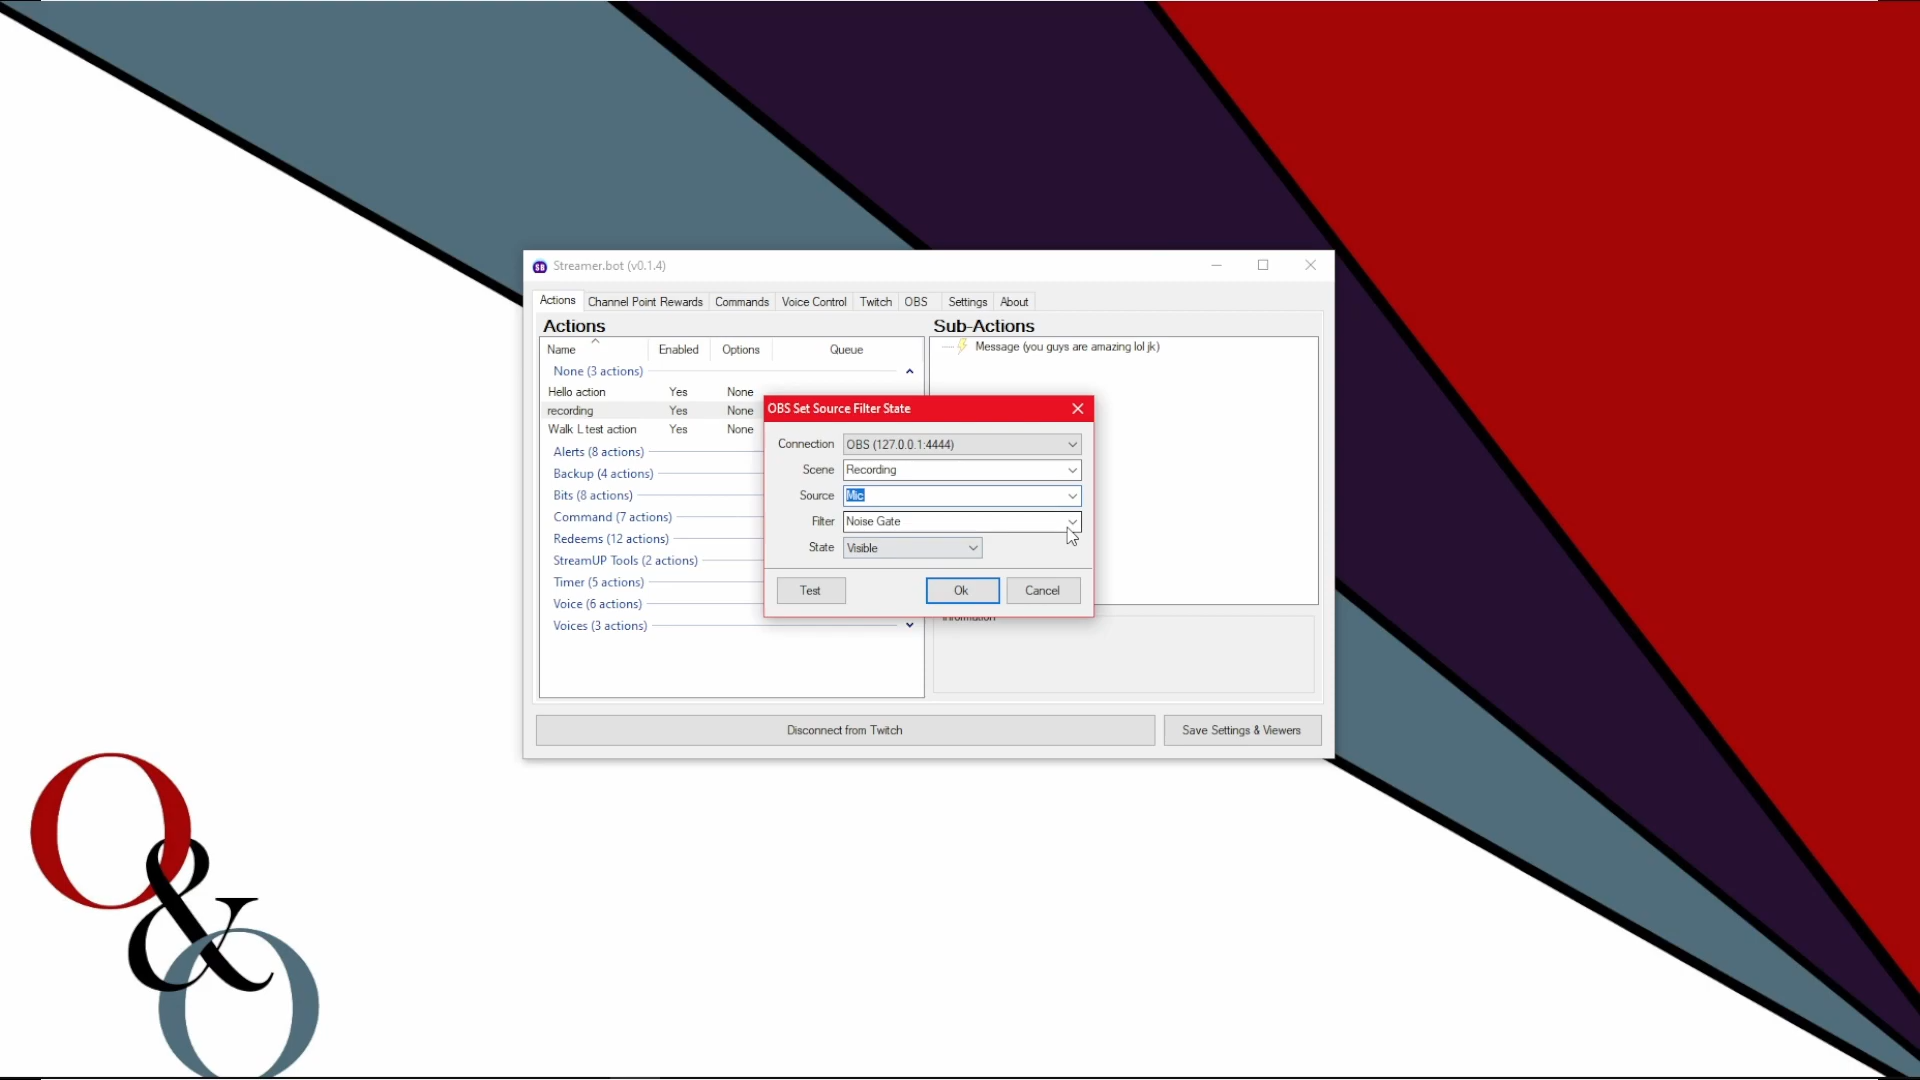 SB Streamer.bot (v0.1.4)
Actions Channel Point Rewards Commands Voice Control Twitch OBS Settings About
Actions
Sub-Actions
Name Enabled Options Queue
Message (you guys are amazing lol jk)
None (3 actions)
Hello action Yes None
recording Yes None
Walk L test action Yes None
Alerts (8 actions)
Backup (4 actions)
Bits (8 actions)
Command (7 actions)
Redeems (12 actions)
StreamUP Tools (2 actions)
Timer (5 actions)
Voice (6 actions)
Voices (3 actions)
OBS Set Source Filter State
Connection OBS (127.0.0.1:4444)
Scene Recording
Source Mic
Filter Noise Gate
State Visible
Test Ok Cancel
Information
Disconnect from Twitch
Save Settings & Viewers
O&O